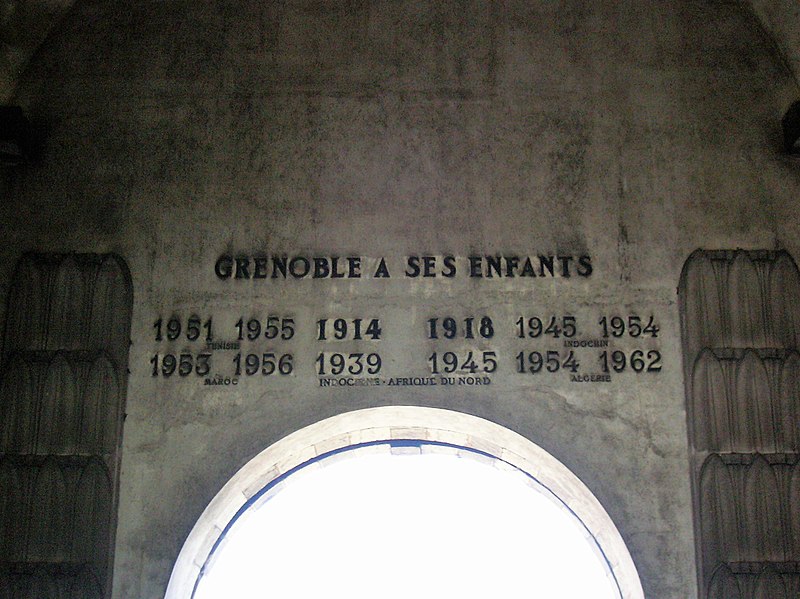 GRENOBLE A SES ENFANTS
1951 1955 1914 1918 1945 1954
TUNISIE INDOCHIN
1953 1956 1939 1945 1954 1962
MAROC INDOCHINE - AFRIQUE DU NORD ALGERIE